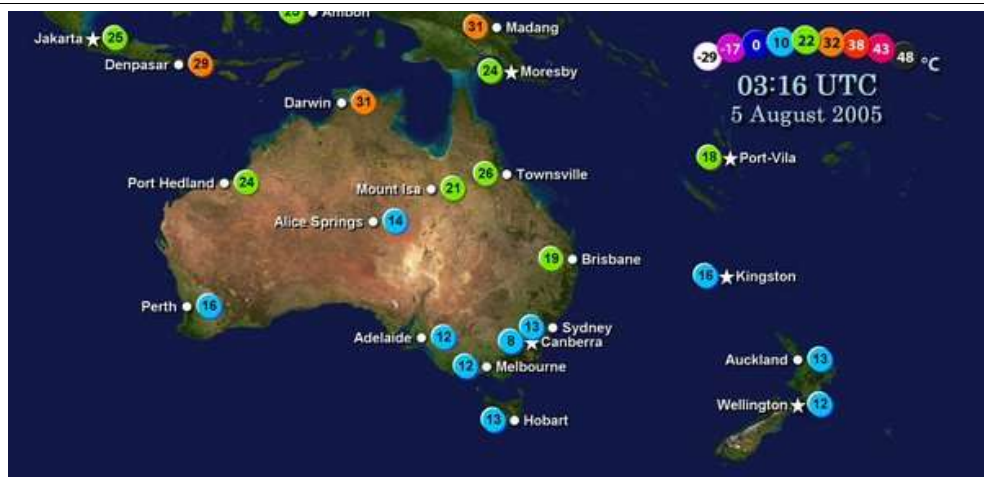 25 Ambon
31 Madang
-29 -17 0 10 22 32 38 43 48 °C
Jakarta 25
Denpasar 29
24 Moresby
03:16 UTC
5 August 2005
Darwin 31
18 Port-Vila
Port Hedland 24
26 Townsville
Mount Isa 21
Alice Springs 14
19 Brisbane
16 Kingston
Perth 16
13 Sydney
Adelaide 12
8 Canberra
12 Melbourne
Auckland 13
Wellington 12
13 Hobart